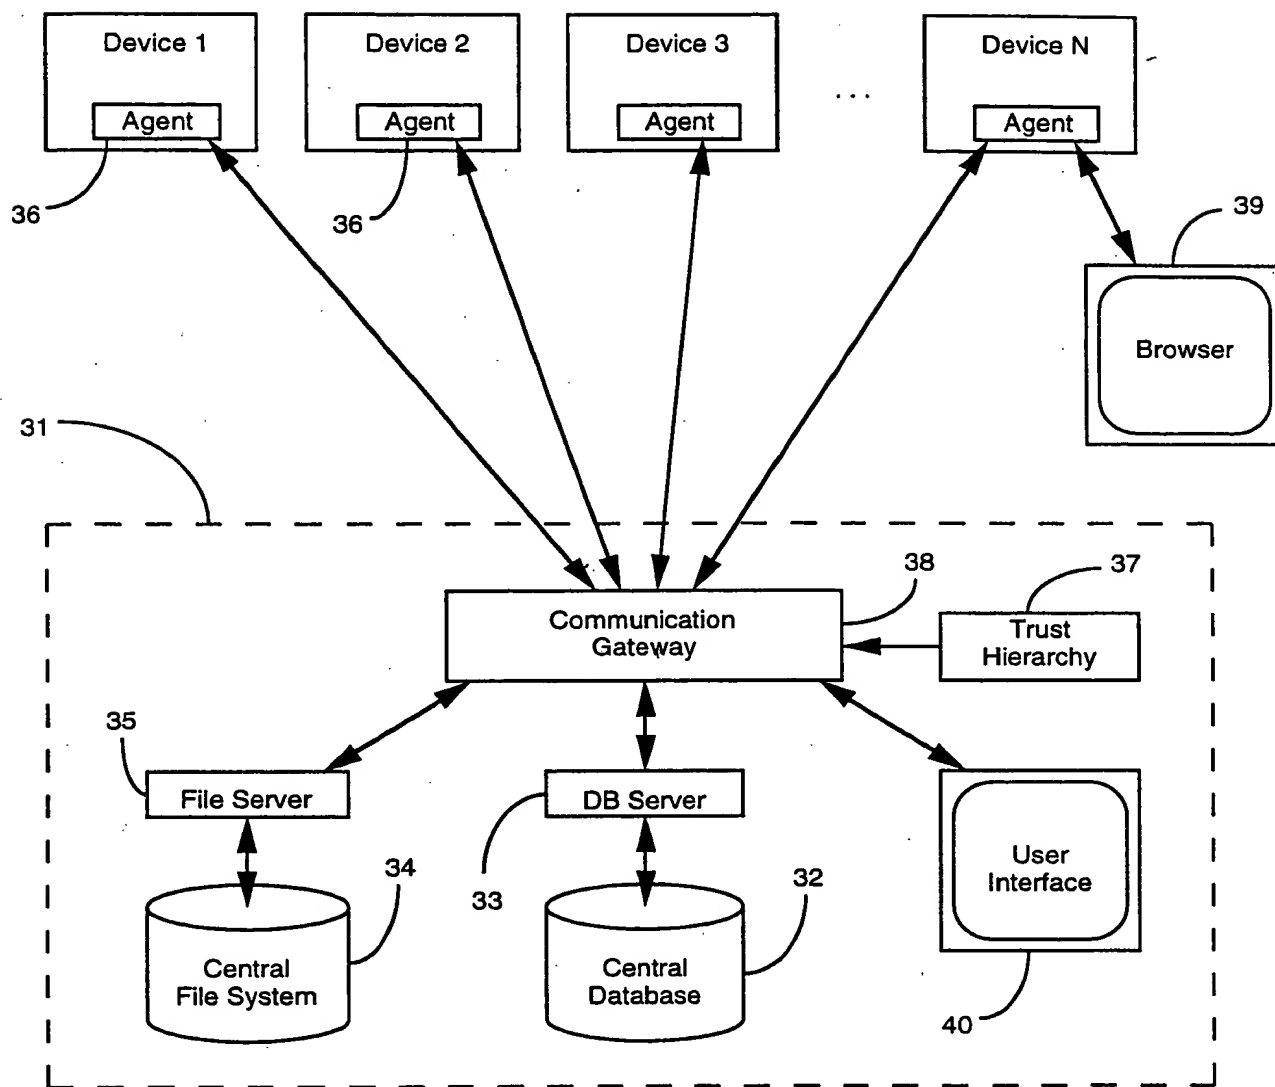 Device 1
Device 2
Device 3
Device N
Agent
Agent
Agent
...
Agent
36
36
39
Browser
31
38
37
Communication
Gateway
Trust
Hierarchy
35
File Server
DB Server
33
34
32
User
Interface
Central
File System
Central
Database
40